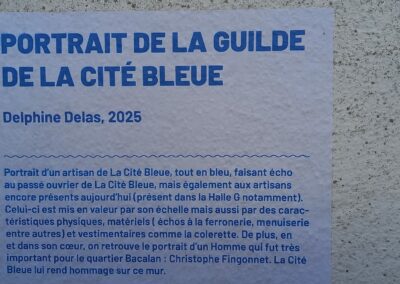 PORTRAIT DE LA GUILDE
DE LA CITÉ BLEUE
Delphine Delas, 2025
Portrait d'un artisan de La Cité Bleue, tout en bleu, faisant écho
au passé ouvrier de La Cité Bleue, mais également aux artisans
encore présents aujourd'hui (présent dans la Halle G notamment).
Celui-ci est mis en valeur par son échelle mais aussi par des carac-
téristiques physiques, matériels ( échos à la ferronerie, menuiserie
entre autres) et vestimentaires comme la colerette. De plus, en
et dans son cœur, on retrouve le portrait d'un Homme qui fut très
important pour le quartier Bacalan : Christophe Fingonnet. La Cité
Bleue lui rend hommage sur ce mur.